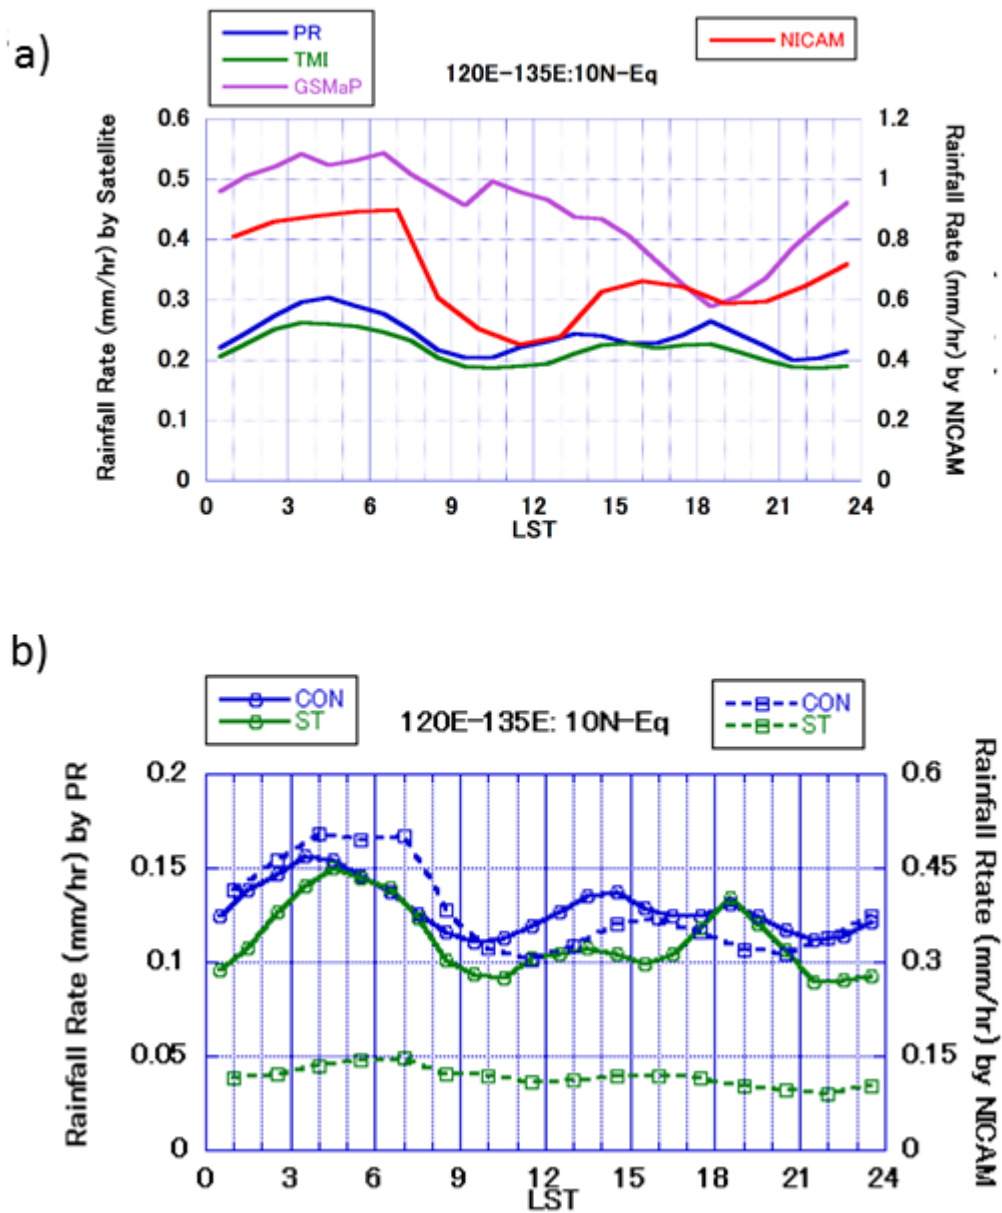 a)
PR
TMI
GSMaP
NICAM
120E-135E:10N-Eq
Rainfall Rate (mm/hr) by Satellite
0.6
0.5
0.4
0.3
0.2
0.1
0
1.2
1
0.8
0.6
0.4
0.2
0
Rainfall Rate (mm/hr) by NICAM
0 3 6 9 12 15 18 21 24
LST
b)
CON
ST
120E-135E: 10N-Eq
CON
ST
Rainfall Rate (mm/hr) by PR
0.2
0.15
0.1
0.05
0
0.6
0.45
0.3
0.15
0
Rainfall Rtate (mm/hr) by NICAM
0 3 6 9 12 15 18 21 24
LST